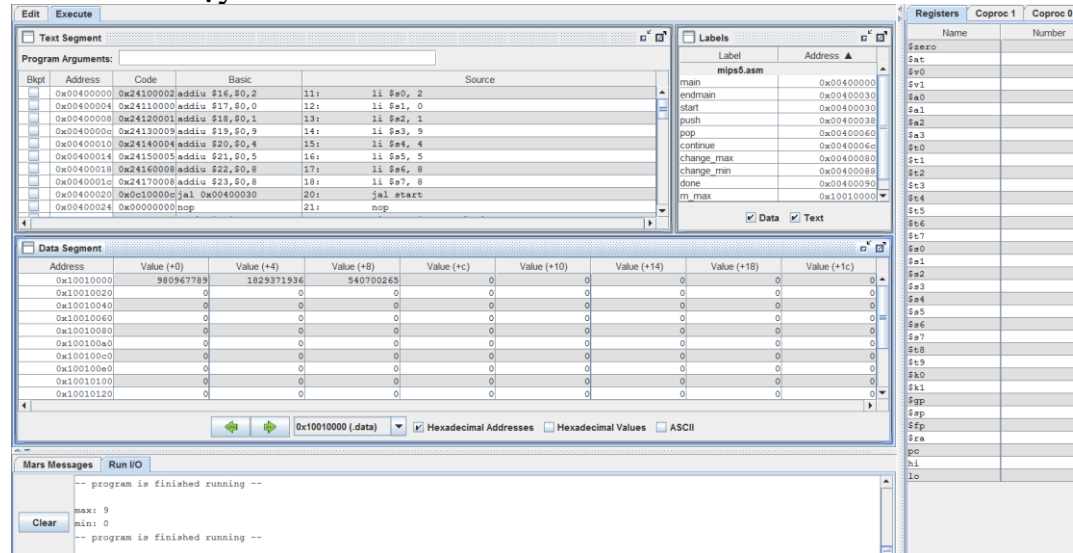 Edit Execute
Text Segment
Program Arguments:
Bkpt Address Code Basic Source
0x00400000 0x24100002 addiu $16,$0,2 11: li $s0, 2
0x00400004 0x24110000 addiu $17,$0,0 12: li $s1, 0
0x00400008 0x24120001 addiu $18,$0,1 13: li $s2, 1
0x0040000c 0x24130009 addiu $19,$0,9 14: li $s3, 9
0x00400010 0x24140004 addiu $20,$0,4 15: li $s4, 4
0x00400014 0x24150005 addiu $21,$0,5 16: li $s5, 5
0x00400018 0x24160008 addiu $22,$0,8 17: li $s6, 8
0x0040001c 0x24170008 addiu $23,$0,8 18: li $s7, 8
0x00400020 0x0c10000c jal 0x00400030 20: jal start
0x00400024 0x00000000 nop 21: nop
Labels
Label Address ▲
mips5.asm
main 0x00400000
endmain 0x00400030
start 0x00400030
push 0x00400038
pop 0x00400060
continue 0x0040006c
change_max 0x00400080
change_min 0x00400088
done 0x00400090
m_max 0x10010000
Data Text
Data Segment
Address Value (+0) Value (+4) Value (+8) Value (+c) Value (+10) Value (+14) Value (+18) Value (+1c)
0x10010000 980967789 1829371936 540700265 0 0 0 0 0
0x10010020 0 0 0 0 0 0 0 0
0x10010040 0 0 0 0 0 0 0 0
0x10010060 0 0 0 0 0 0 0 0
0x10010080 0 0 0 0 0 0 0 0
0x100100a0 0 0 0 0 0 0 0 0
0x100100c0 0 0 0 0 0 0 0 0
0x100100e0 0 0 0 0 0 0 0 0
0x10010100 0 0 0 0 0 0 0 0
0x10010120 0 0 0 0 0 0 0 0
0x10010000 (.data) Hexadecimal Addresses Hexadecimal Values ASCII
Mars Messages Run I/O
-- program is finished running --
max: 9
Clear
min: 0
-- program is finished running --
Registers Coproc 1 Coproc 0
Name Number
$zero
$at
$v0
$v1
$a0
$a1
$a2
$a3
$t0
$t1
$t2
$t3
$t4
$t5
$t6
$t7
$s0
$s1
$s2
$s3
$s4
$s5
$s6
$s7
$t8
$t9
$k0
$k1
$gp
$sp
$fp
$ra
pc
hi
lo